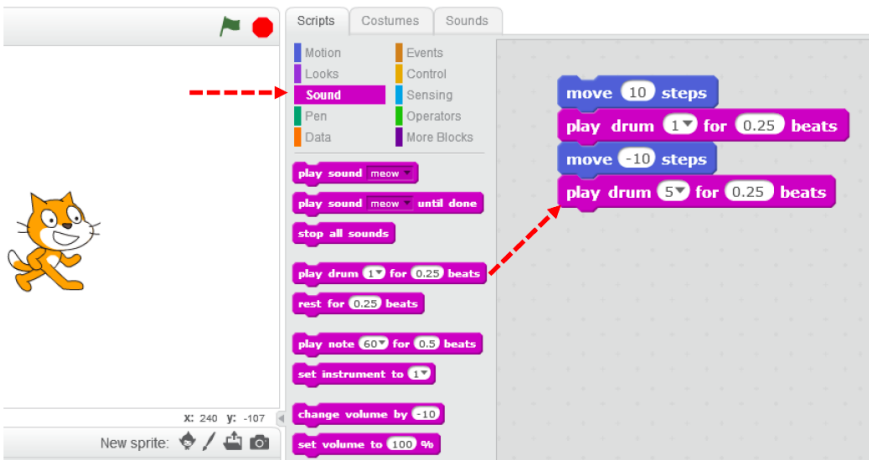 Scripts Costumes Sounds
Motion Events
Looks Control
Sound Sensing
Pen Operators
Data More Blocks
play sound meow
play sound meow until done
stop all sounds
play drum 1 for 0.25 beats
rest for 0.25 beats
play note 60 for 0.5 beats
set instrument to 1
change volume by -10
set volume to 100 %
move 10 steps
play drum 1 for 0.25 beats
move -10 steps
play drum 5 for 0.25 beats
x: 240 y: -107
New sprite: